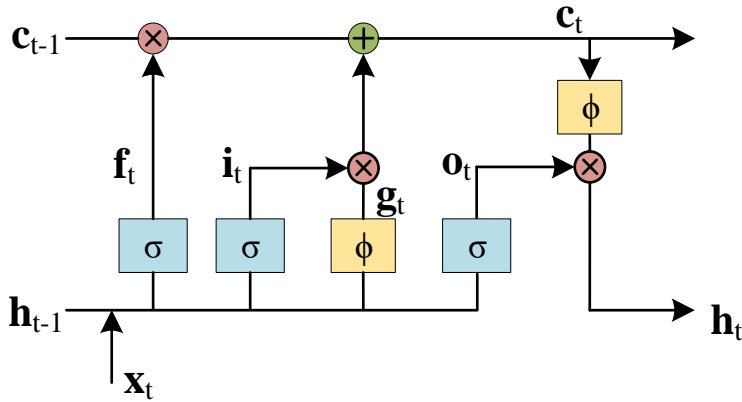 c_t-1 × + c_t
ϕ
f_t i_t × o_t ×
g_t
σ σ ϕ σ
h_t-1 h_t
x_t